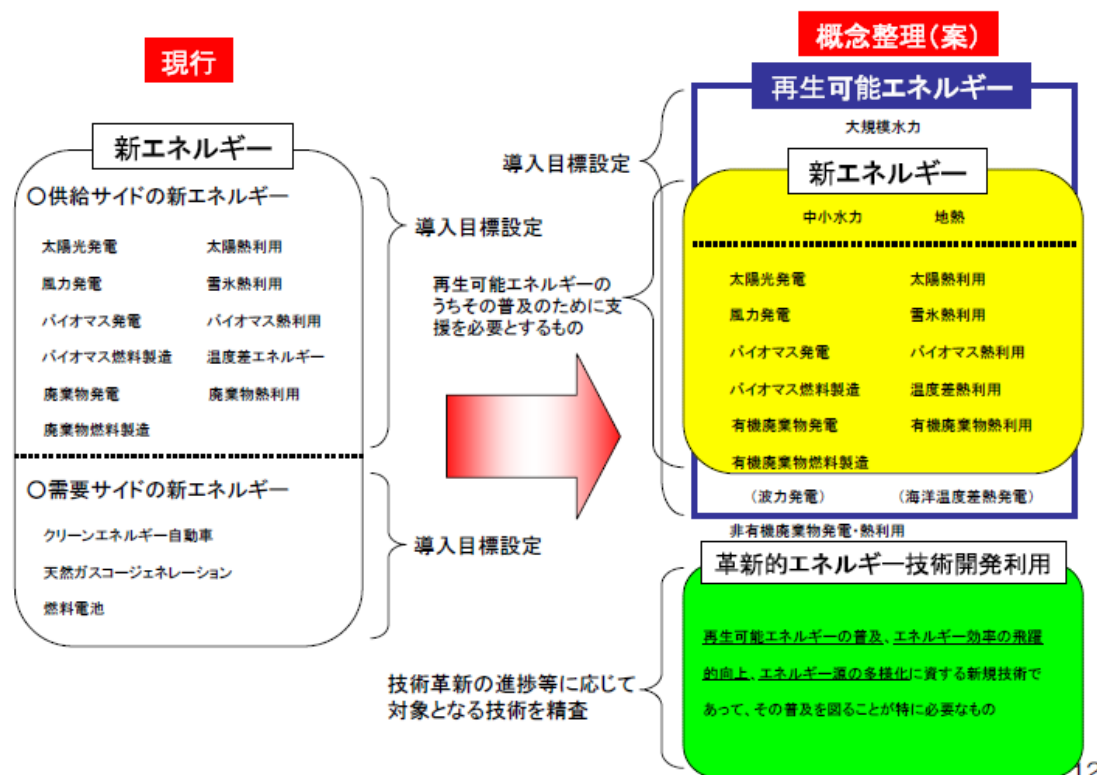 現行
新エネルギー
〇供給サイドの新エネルギー
太陽光発電 太陽熱利用
風力発電 雪氷熱利用
バイオマス発電 バイオマス熱利用
バイオマス燃料製造 温度差エネルギー
廃棄物発電 廃棄物熱利用
廃棄物燃料製造
〇需要サイドの新エネルギー
クリーンエネルギー自動車
天然ガスコージェネレーション
燃料電池
導入目標設定
導入目標設定
概念整理(案)
再生可能エネルギー
大規模水力
導入目標設定
新エネルギー
中小水力 地熱
再生可能エネルギーの
うちその普及のために支
援を必要とするもの
太陽光発電 太陽熱利用
風力発電 雪氷熱利用
バイオマス発電 バイオマス熱利用
バイオマス燃料製造 温度差熱利用
有機廃棄物発電 有機廃棄物熱利用
有機廃棄物燃料製造
(波力発電) (海洋温度差熱発電)
非有機廃棄物発電・熱利用
革新的エネルギー技術開発利用
再生可能エネルギーの普及、エネルギー効率の飛躍
的向上、エネルギー源の多様化に資する新規技術で
あって、その普及を図ることが特に必要なもの
技術革新の進捗等に応じて
対象となる技術を精査
12